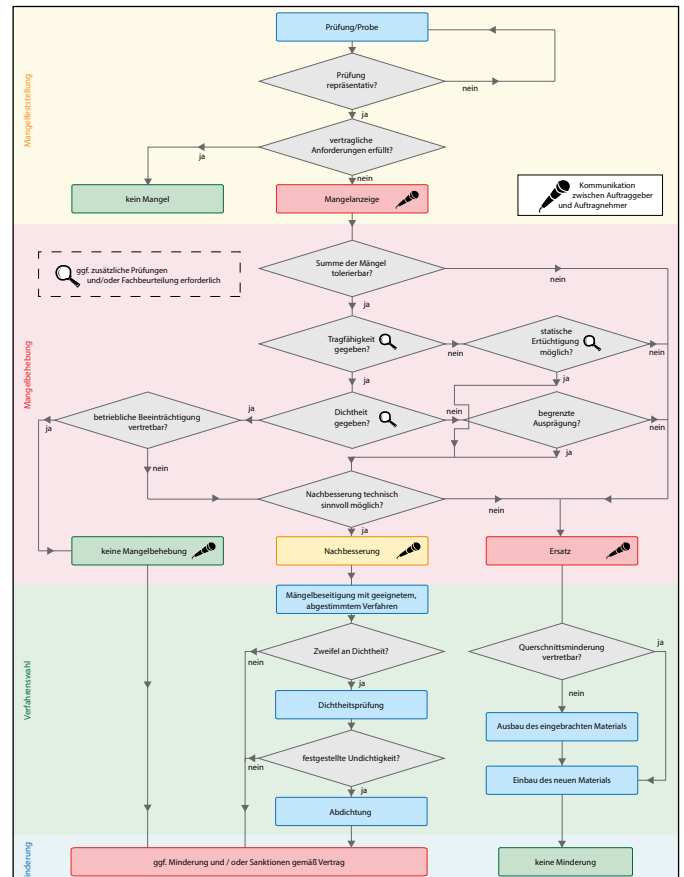 Prüfung/Probe
Prüfung
repräsentativ?
nein
ja
vertragliche
Anforderungen erfüllt?
ja
nein
kein Mangel
Mangelanzeige
Kommunikation
zwischen Auftraggeber
und Auftragnehmer
Mangelfeststellung
ggf. zusätzliche Prüfungen
und/oder Fachbeurteilung erforderlich
Summe der Mängel
tolerierbar?
nein
ja
Tragfähigkeit
gegeben?
nein
statische
Ertüchtigung
möglich?
nein
ja
ja
Mangelbehebung
betriebliche Beeinträchtigung
vertretbar?
ja
ja
Dichtheit
gegeben?
nein
begrenzte
Ausprägung?
nein
ja
nein
Nachbesserung technisch
sinnvoll möglich?
nein
ja
keine Mangelbehebung
Nachbesserung
Ersatz
Mängelbeseitigung mit geeignetem,
abgestimmtem Verfahren
Zweifel an Dichtheit?
nein
ja
Querschnittsminderung
vertretbar?
ja
nein
Verfahrenswahl
Dichtheitsprüfung
Ausbau des eingebrachten Materials
festgestellte Undichtigkeit?
nein
ja
Einbau des neuen Materials
Abdichtung
inderung
ggf. Minderung und / oder Sanktionen gemäß Vertrag
keine Minderung